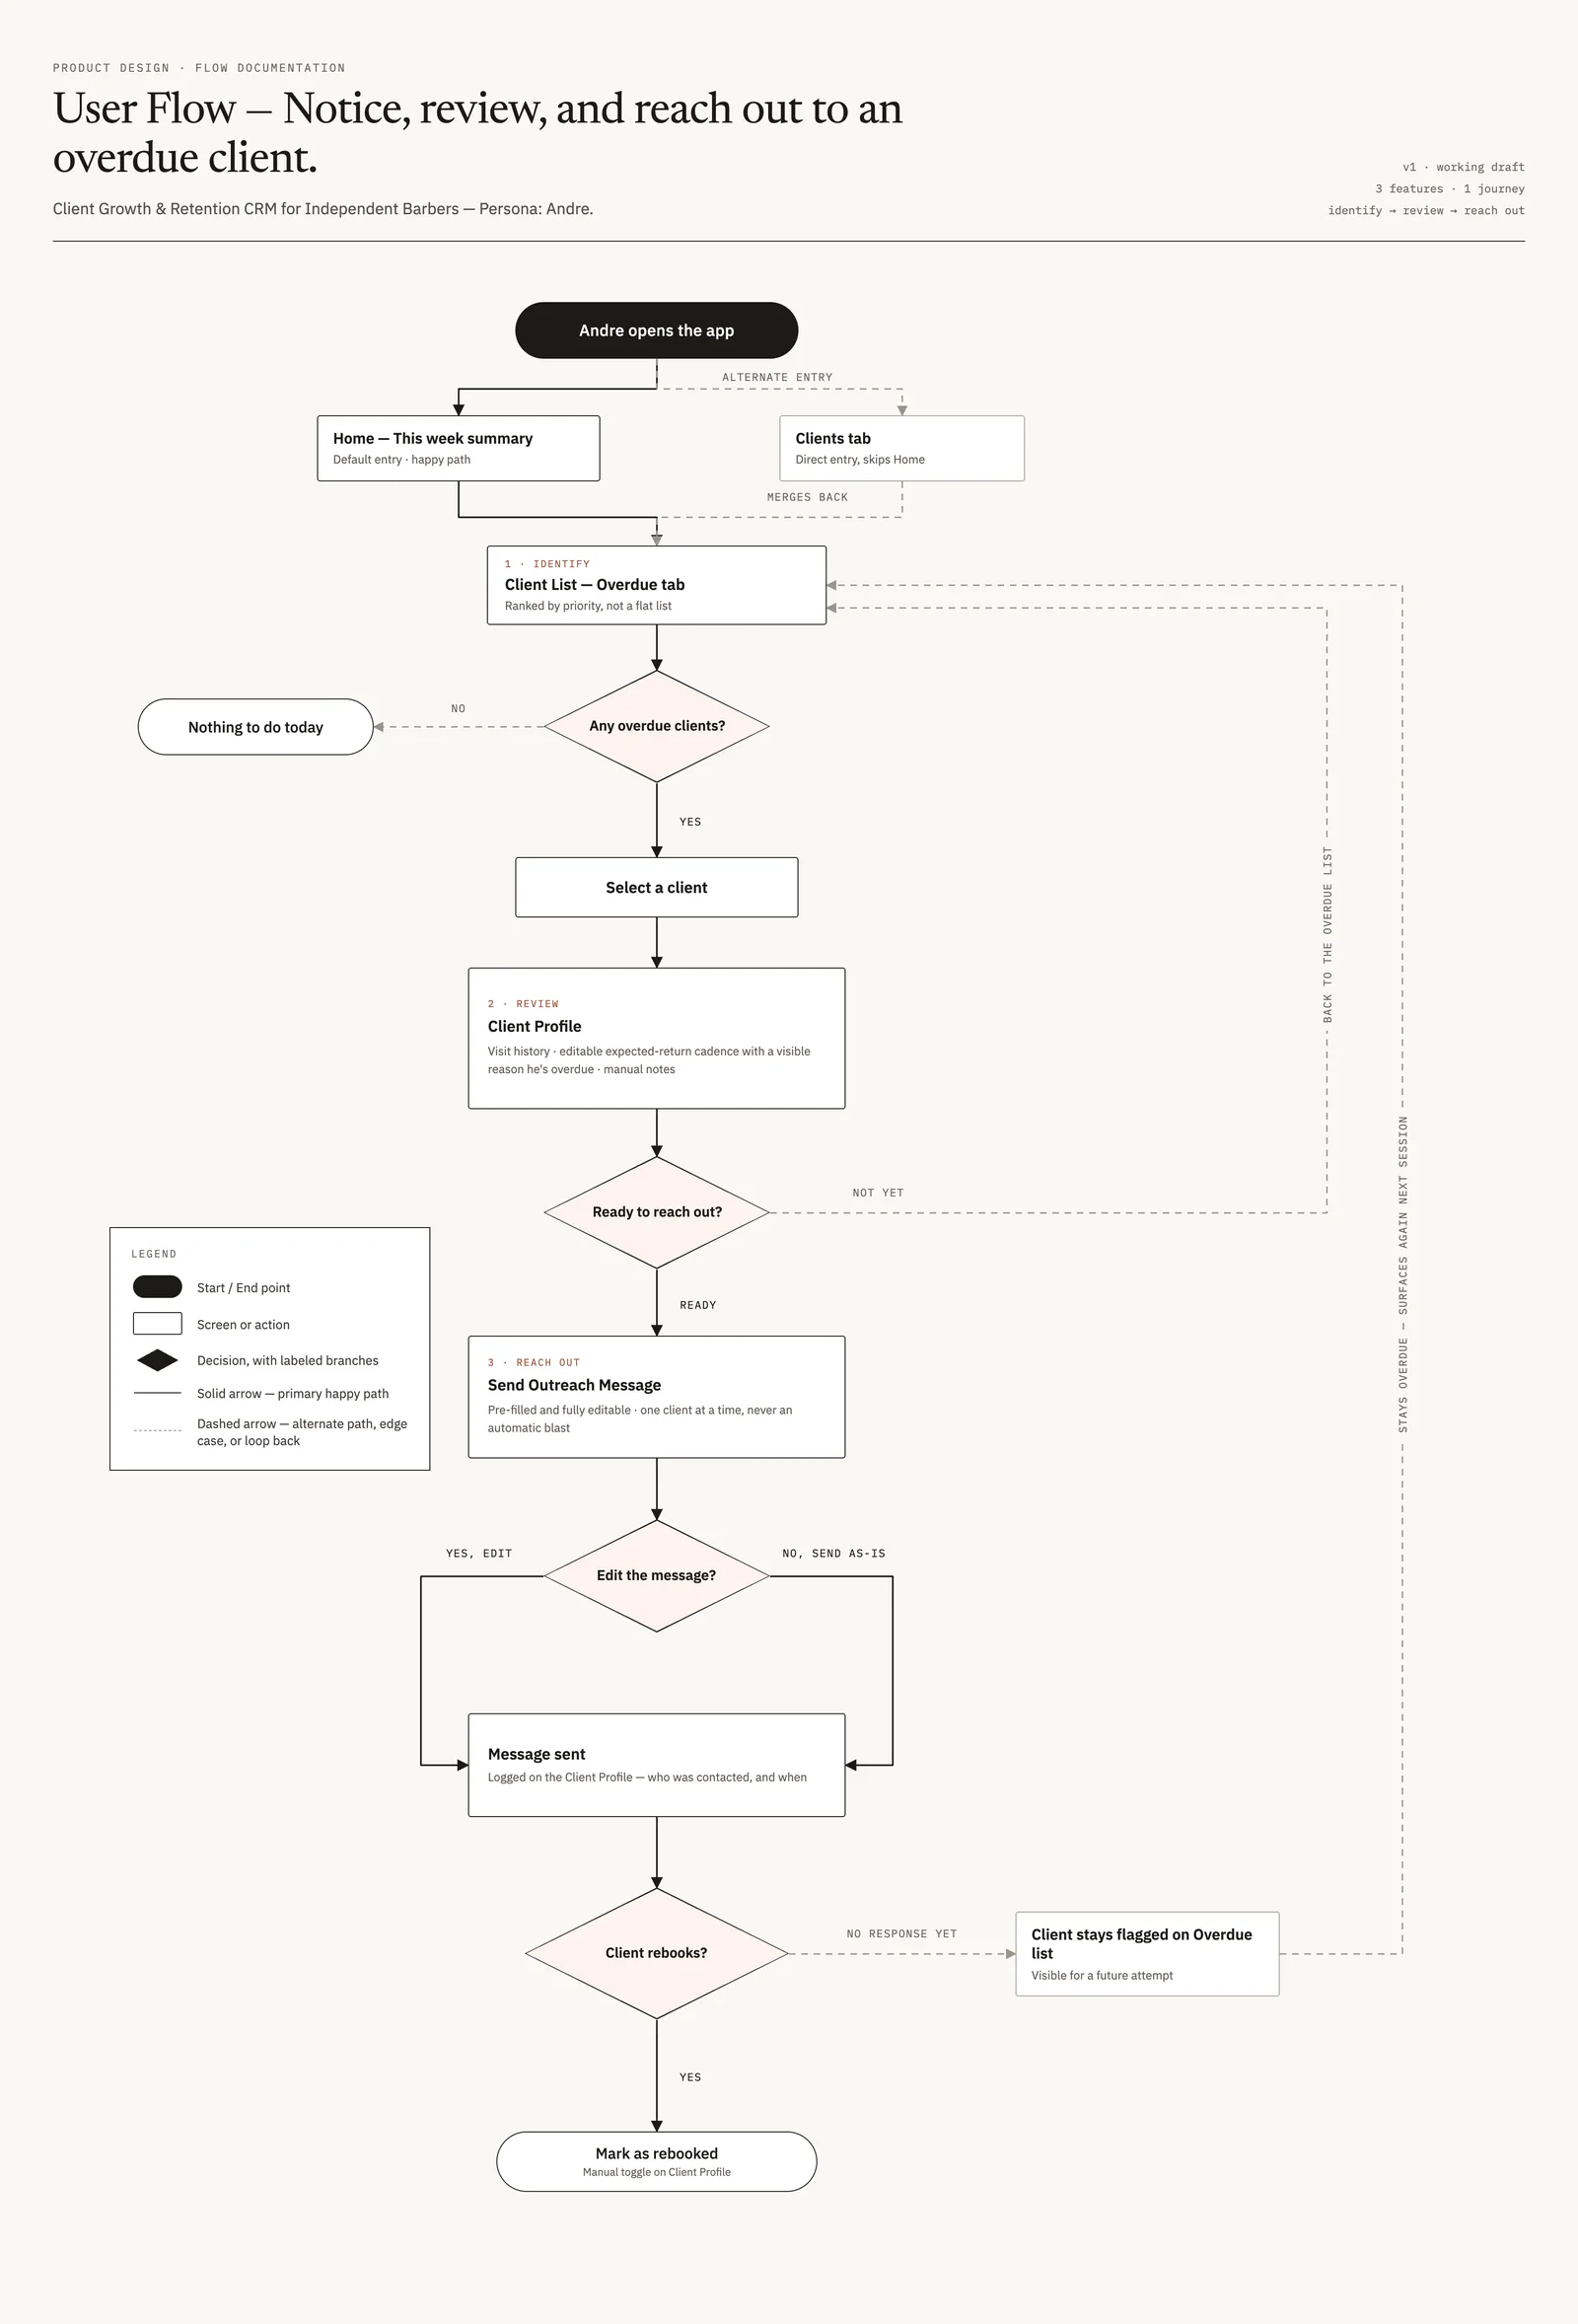 PRODUCT DESIGN · FLOW DOCUMENTATION
User Flow — Notice, review, and reach out to an
overdue client.
Client Growth & Retention CRM for Independent Barbers — Persona: Andre.
v1 · working draft
3 features · 1 journey
identify → review → reach out
Andre opens the app
ALTERNATE ENTRY
Home — This week summary
Default entry · happy path
Clients tab
Direct entry, skips Home
MERGES BACK
1 · IDENTIFY
Client List — Overdue tab
Ranked by priority, not a flat list
Any overdue clients?
NO
Nothing to do today
YES
Select a client
BACK TO THE OVERDUE LIST
2 · REVIEW
Client Profile
Visit history · editable expected-return cadence with a visible
reason he's overdue · manual notes
Ready to reach out?
NOT YET
STAYS OVERDUE — SURFACES AGAIN NEXT SESSION
READY
LEGEND
Start / End point
Screen or action
Decision, with labeled branches
Solid arrow — primary happy path
Dashed arrow — alternate path, edge
case, or loop back
3 · REACH OUT
Send Outreach Message
Pre-filled and fully editable · one client at a time, never an
automatic blast
YES, EDIT
Edit the message?
NO, SEND AS-IS
Message sent
Logged on the Client Profile — who was contacted, and when
Client rebooks?
NO RESPONSE YET
Client stays flagged on Overdue
list
Visible for a future attempt
YES
Mark as rebooked
Manual toggle on Client Profile